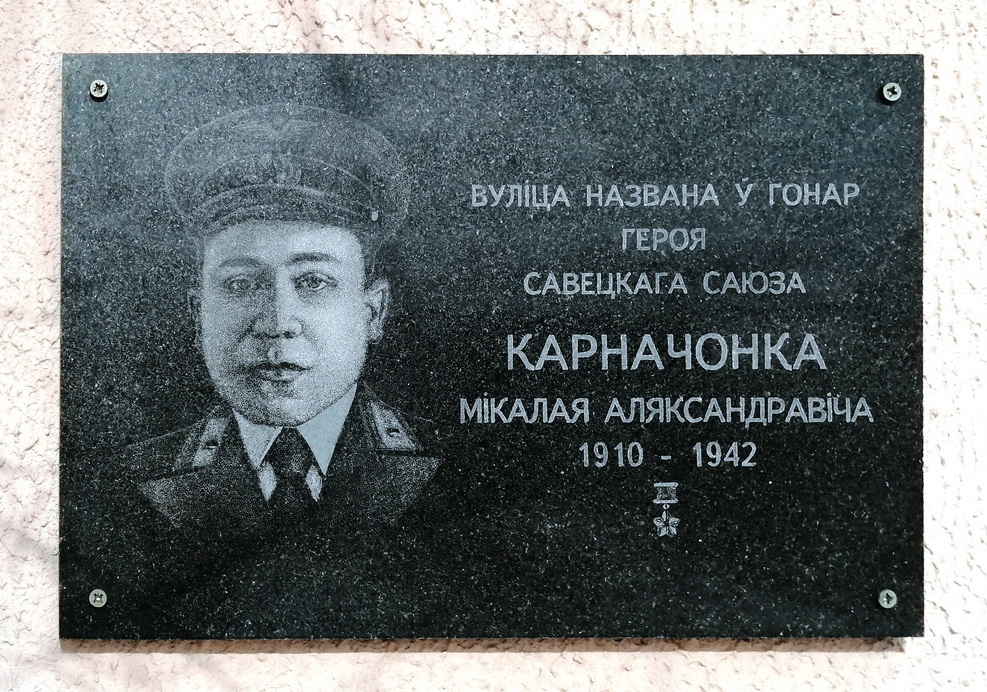 ВУЛІЦА НАЗВАНА Ў ГОНАР
ГЕРОЯ
САВЕЦКАГА САЮЗА
КАРНАЧОНКА
МІКАЛАЯ АЛЯКСАНДРАВІЧА
1910 - 1942